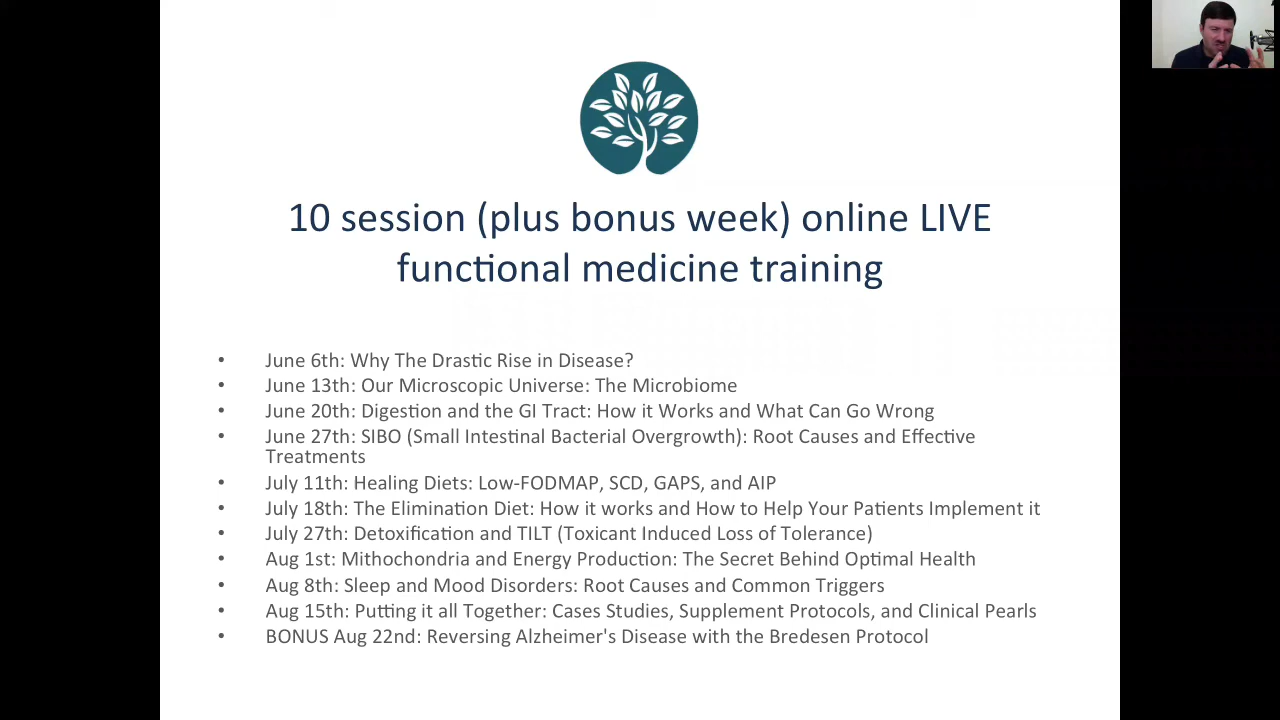 10 session (plus bonus week) online LIVE
functional medicine training
• June 6th: Why The Drastic Rise in Disease?
• June 13th: Our Microscopic Universe: The Microbiome
• June 20th: Digestion and the GI Tract: How it Works and What Can Go Wrong
• June 27th: SIBO (Small Intestinal Bacterial Overgrowth): Root Causes and Effective
Treatments
• July 11th: Healing Diets: Low-FODMAP, SCD, GAPS, and AIP
• July 18th: The Elimination Diet: How it works and How to Help Your Patients Implement it
• July 27th: Detoxification and TILT (Toxicant Induced Loss of Tolerance)
• Aug 1st: Mithochondria and Energy Production: The Secret Behind Optimal Health
• Aug 8th: Sleep and Mood Disorders: Root Causes and Common Triggers
• Aug 15th: Putting it all Together: Cases Studies, Supplement Protocols, and Clinical Pearls
• BONUS Aug 22nd: Reversing Alzheimer's Disease with the Bredesen Protocol